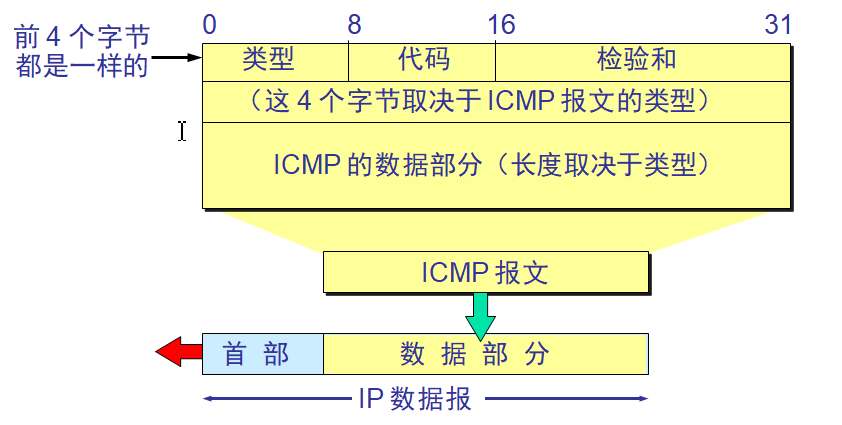 0 8 16 31
前 4 个字节
都是一样的
类型 代码 检验和
（这 4 个字节取决于 ICMP 报文的类型）
ICMP 的数据部分（长度取决于类型）
ICMP 报文
首 部 数 据 部 分
IP 数据报